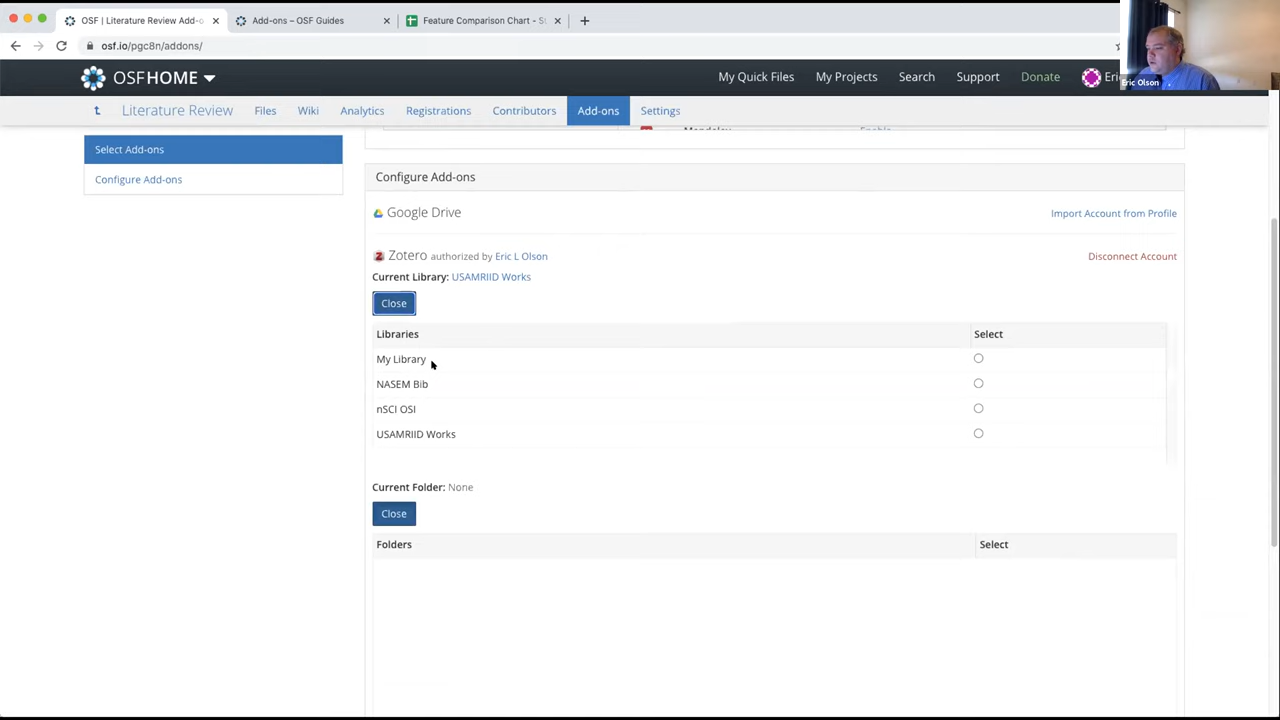 OSF | Literature Review Add-o
Add-ons – OSF Guides
Feature Comparison Chart - S
osf.io/pgc8n/addons/
Eric Olson
OSFHOME
My Quick Files
My Projects
Search
Support
Donate
Literature Review
Files
Wiki
Analytics
Registrations
Contributors
Add-ons
Settings
Select Add-ons
Configure Add-ons
Mendeley
Enable
Configure Add-ons
Google Drive
Import Account from Profile
Zotero authorized by Eric L Olson
Disconnect Account
Current Library: USAMRIID Works
Close
Libraries
Select
My Library
NASEM Bib
nSCI OSI
USAMRIID Works
Current Folder: None
Close
Folders
Select